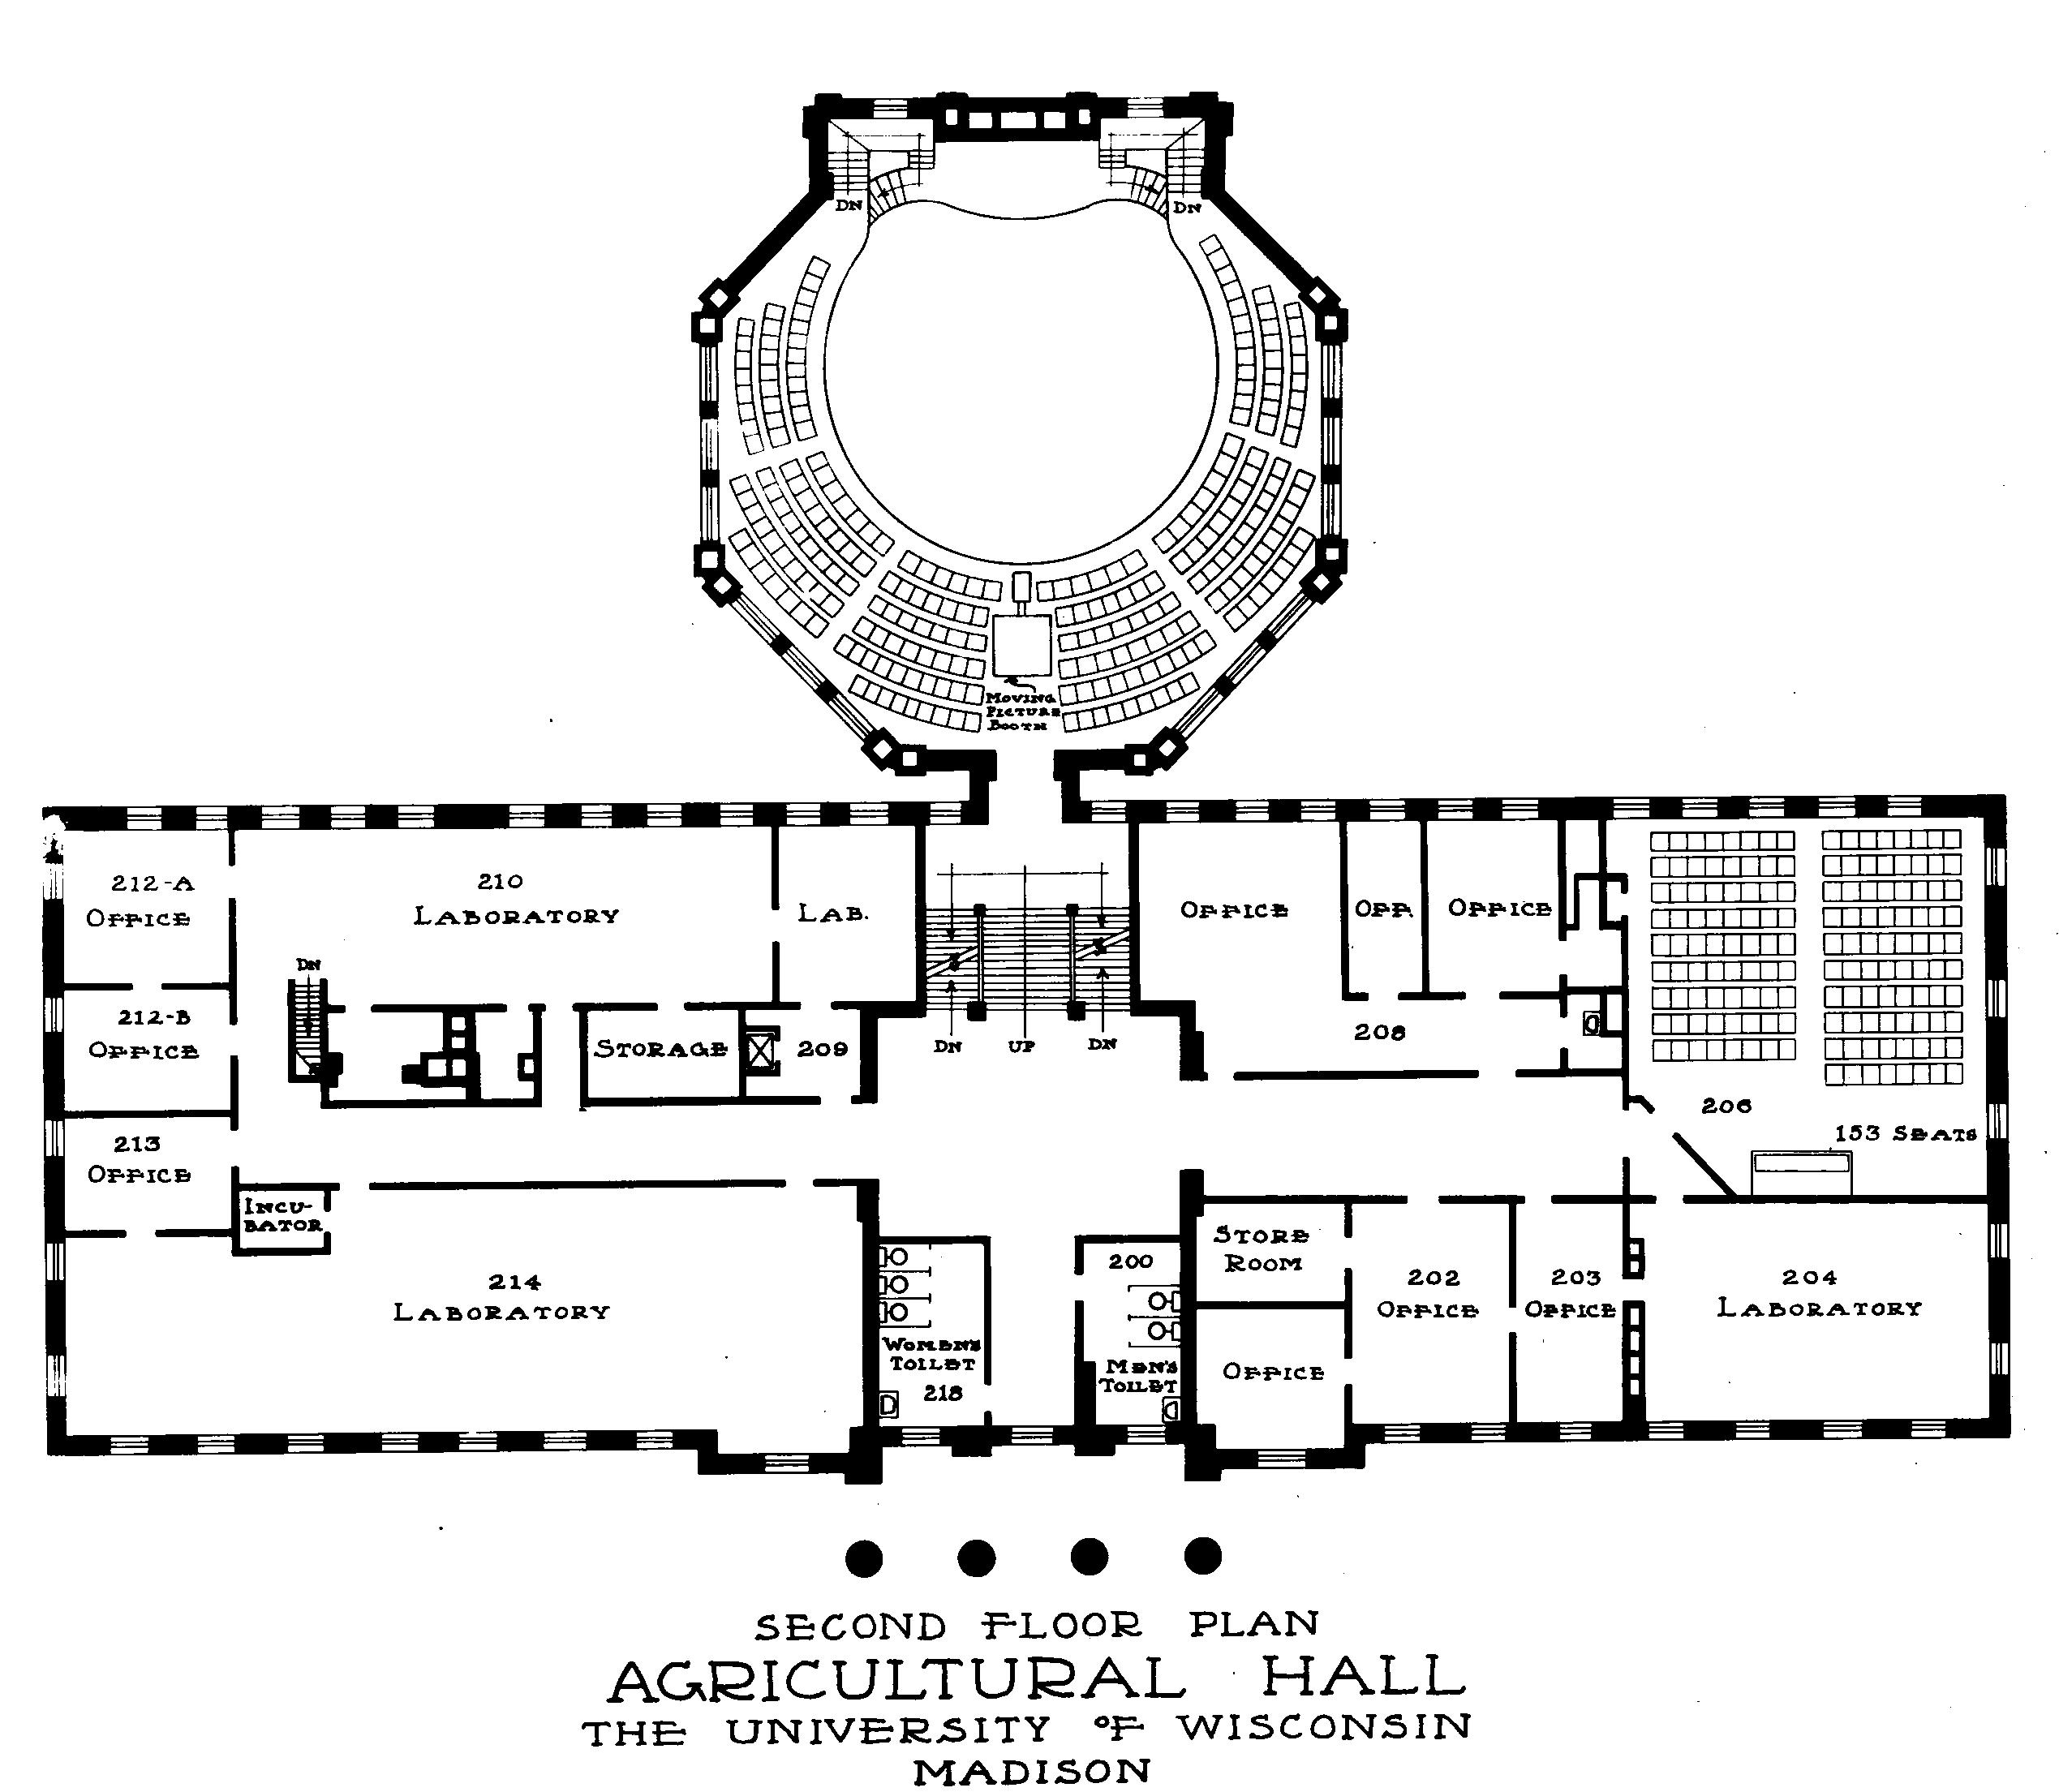 DN
DN
MOVING
PICTURE
BOOTH
212-A
OFFICE
210
LABORATORY
LAB.
OFFICE
OFF.
OFFICE
DN
212-B
OFFICE
STORAGE
209
DN
UP
DN
208
213
OFFICE
206
153 SEATS
INCU-
BATOR
STORE
ROOM
200
214
LABORATORY
202
OFFICE
203
OFFICE
204
LABORATORY
WOMEN'S
TOILET
218
MEN'S
TOILET
OFFICE
SECOND FLOOR PLAN
AGRICULTURAL HALL
THE UNIVERSITY OF WISCONSIN
MADISON